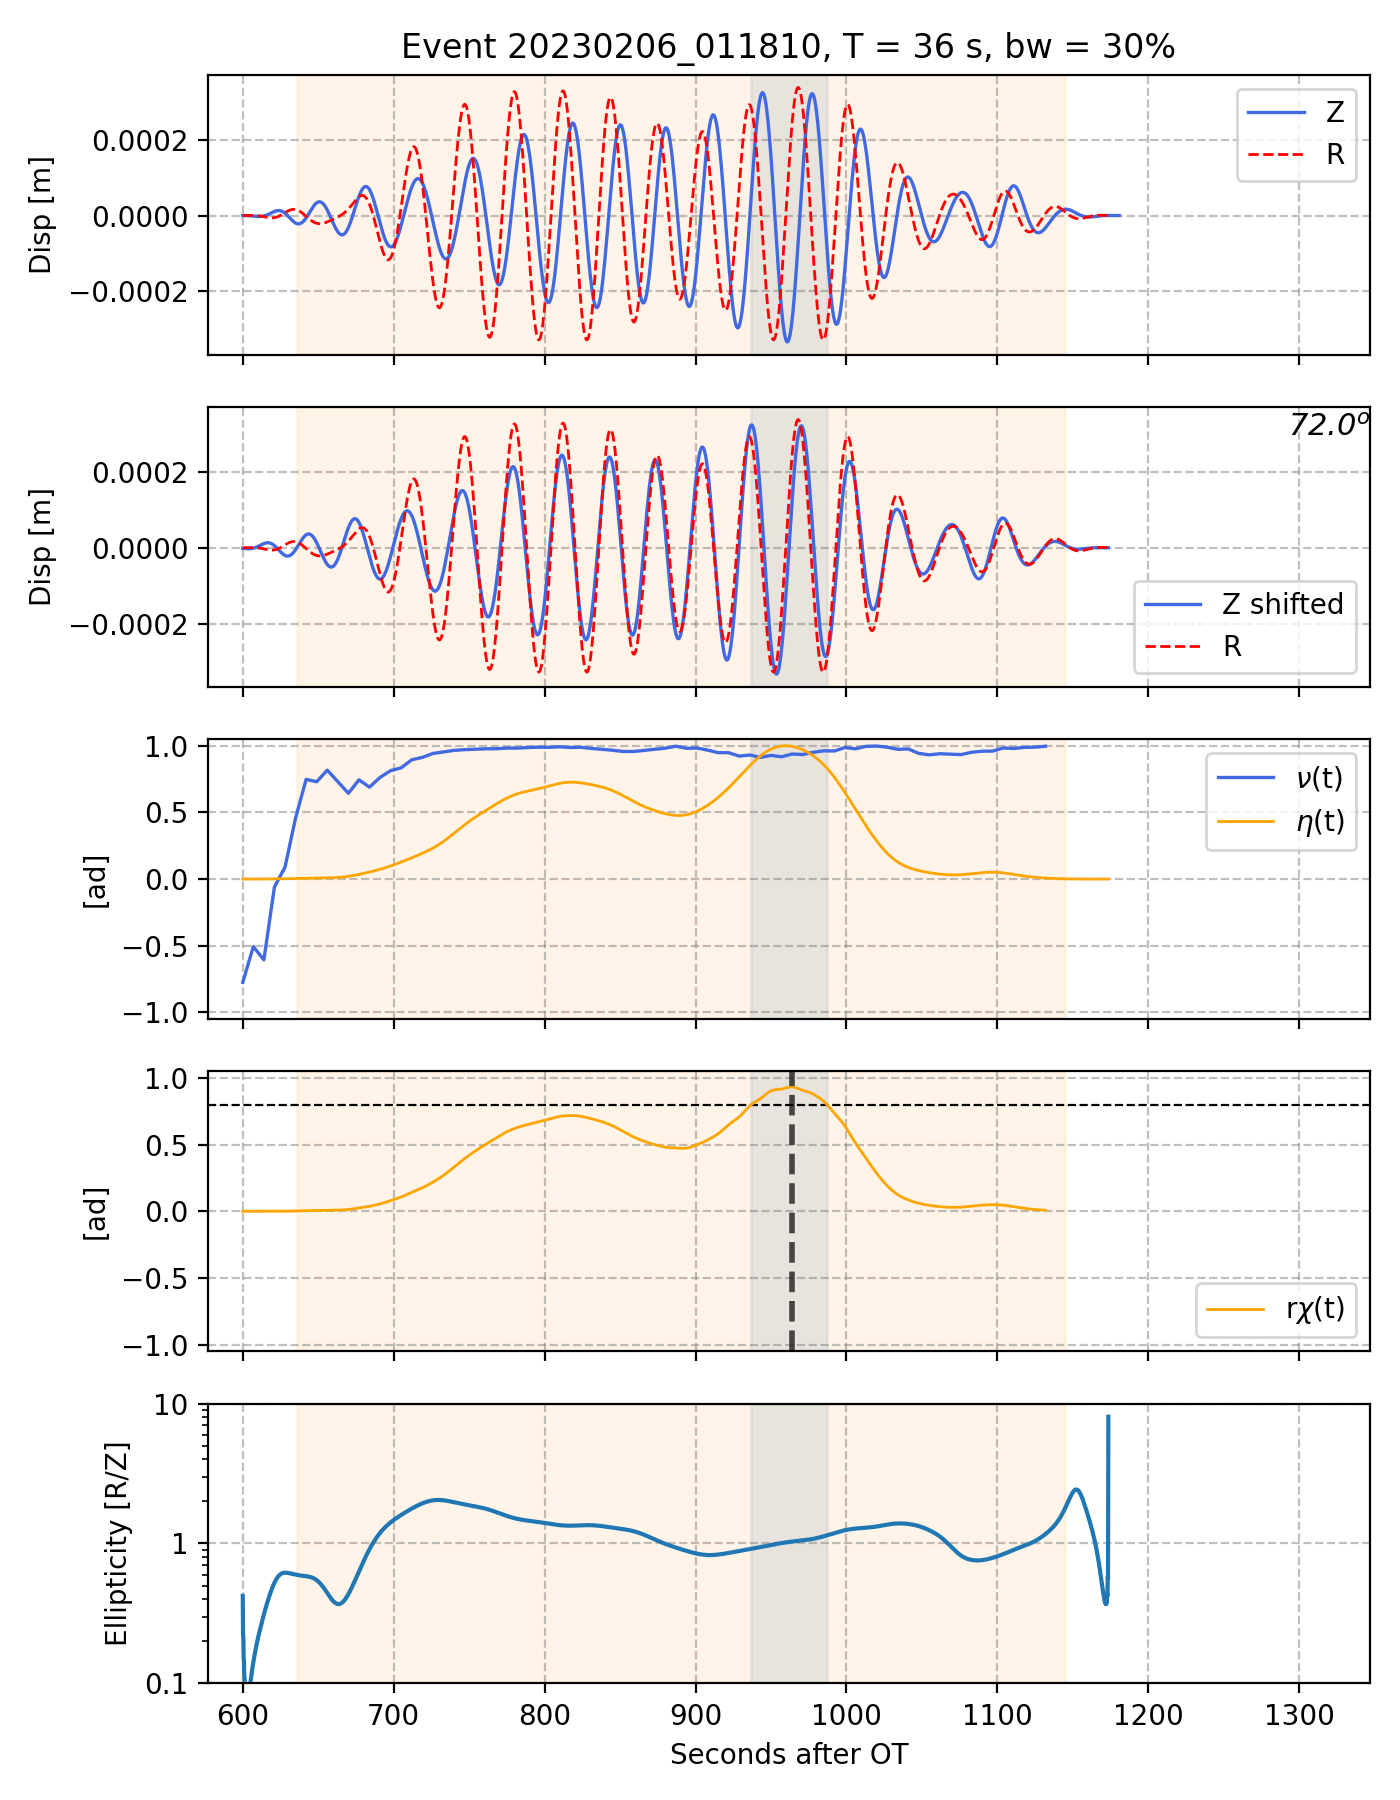 Event 20230206_011810, T = 36 s, bw = 30%
Disp [m]
0.0002
0.0000
−0.0002
Z
R
Disp [m]
0.0002
0.0000
−0.0002
72.0º
Z shifted
R
[ad]
1.0
0.5
0.0
−0.5
−1.0
ν(t)
η(t)
[ad]
1.0
0.5
0.0
−0.5
−1.0
rχ(t)
Ellipticity [R/Z]
10
1
0.1
600 700 800 900 1000 1100 1200 1300
Seconds after OT